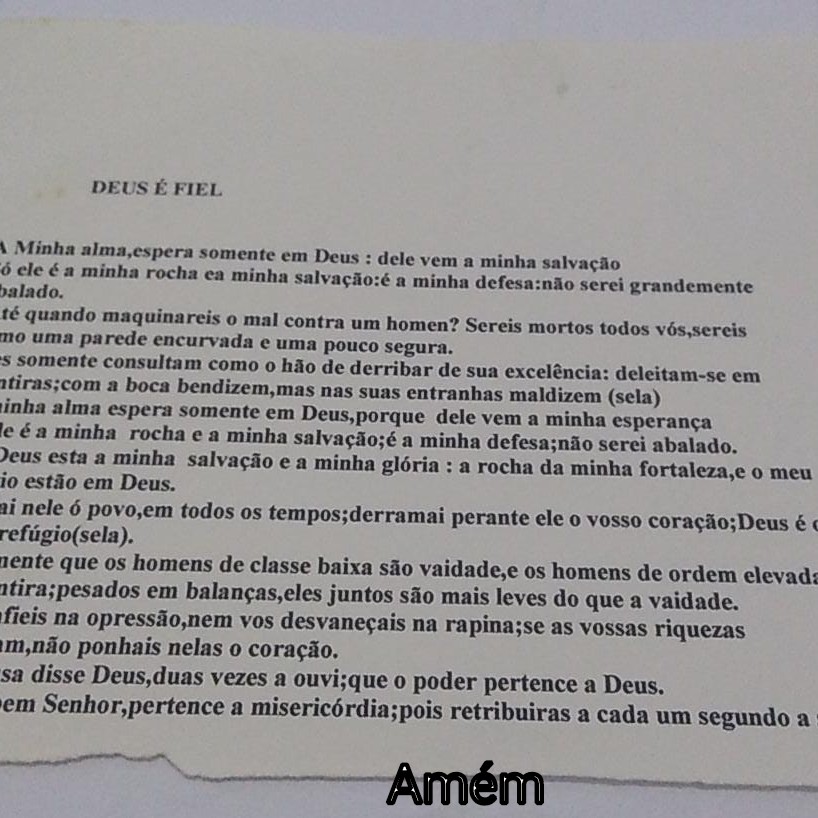 DEUS É FIEL
A Minha alma,espera somente em Deus : dele vem a minha salvação
ó ele é a minha rocha ea minha salvação:é a minha defesa:não serei grandemente
balado.
té quando maquinareis o mal contra um homen? Sereis mortos todos vós,sereis
mo uma parede encurvada e uma pouco segura.
es somente consultam como o hão de derribar de sua excelência: deleitam-se em
ntiras;com a boca bendizem,mas nas suas entranhas maldizem (sela)
minha alma espera somente em Deus,porque dele vem a minha esperança
le é a minha rocha e a minha salvação;é a minha defesa;não serei abalado.
Deus esta a minha salvação e a minha glória : a rocha da minha fortaleza,e o meu
io estão em Deus.
ai nele ó povo,em todos os tempos;derramai perante ele o vosso coração;Deus é o
refúgio(sela).
mente que os homens de classe baixa são vaidade,e os homens de ordem elevada
ntira;pesados em balanças,eles juntos são mais leves do que a vaidade.
nfieis na opressão,nem vos desvaneçais na rapina;se as vossas riquezas
am,não ponhais nelas o coração.
sa disse Deus,duas vezes a ouvi;que o poder pertence a Deus.
bem Senhor,pertence a misericórdia;pois retribuiras a cada um segundo a
Amém